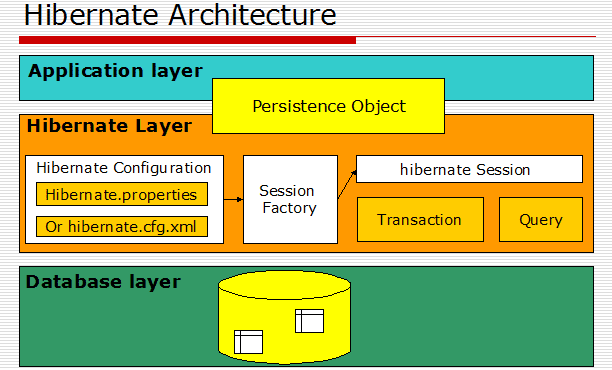 Hibernate Architecture
Application layer
Persistence Object
Hibernate Layer
Hibernate Configuration
Hibernate.properties
Or hibernate.cfg.xml
Session
Factory
hibernate Session
Transaction
Query
Database layer